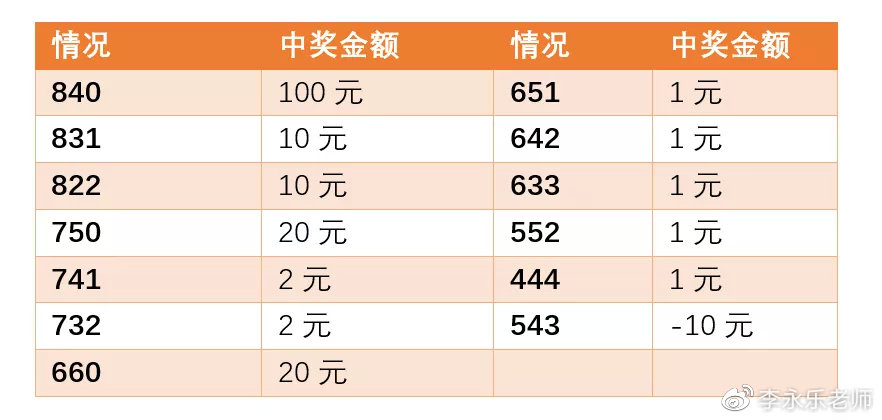 情况 中奖金额 情况 中奖金额
840 100 元 651 1 元
831 10 元 642 1 元
822 10 元 633 1 元
750 20 元 552 1 元
741 2 元 444 1 元
732 2 元 543 -10 元
660 20 元
李永乐老师